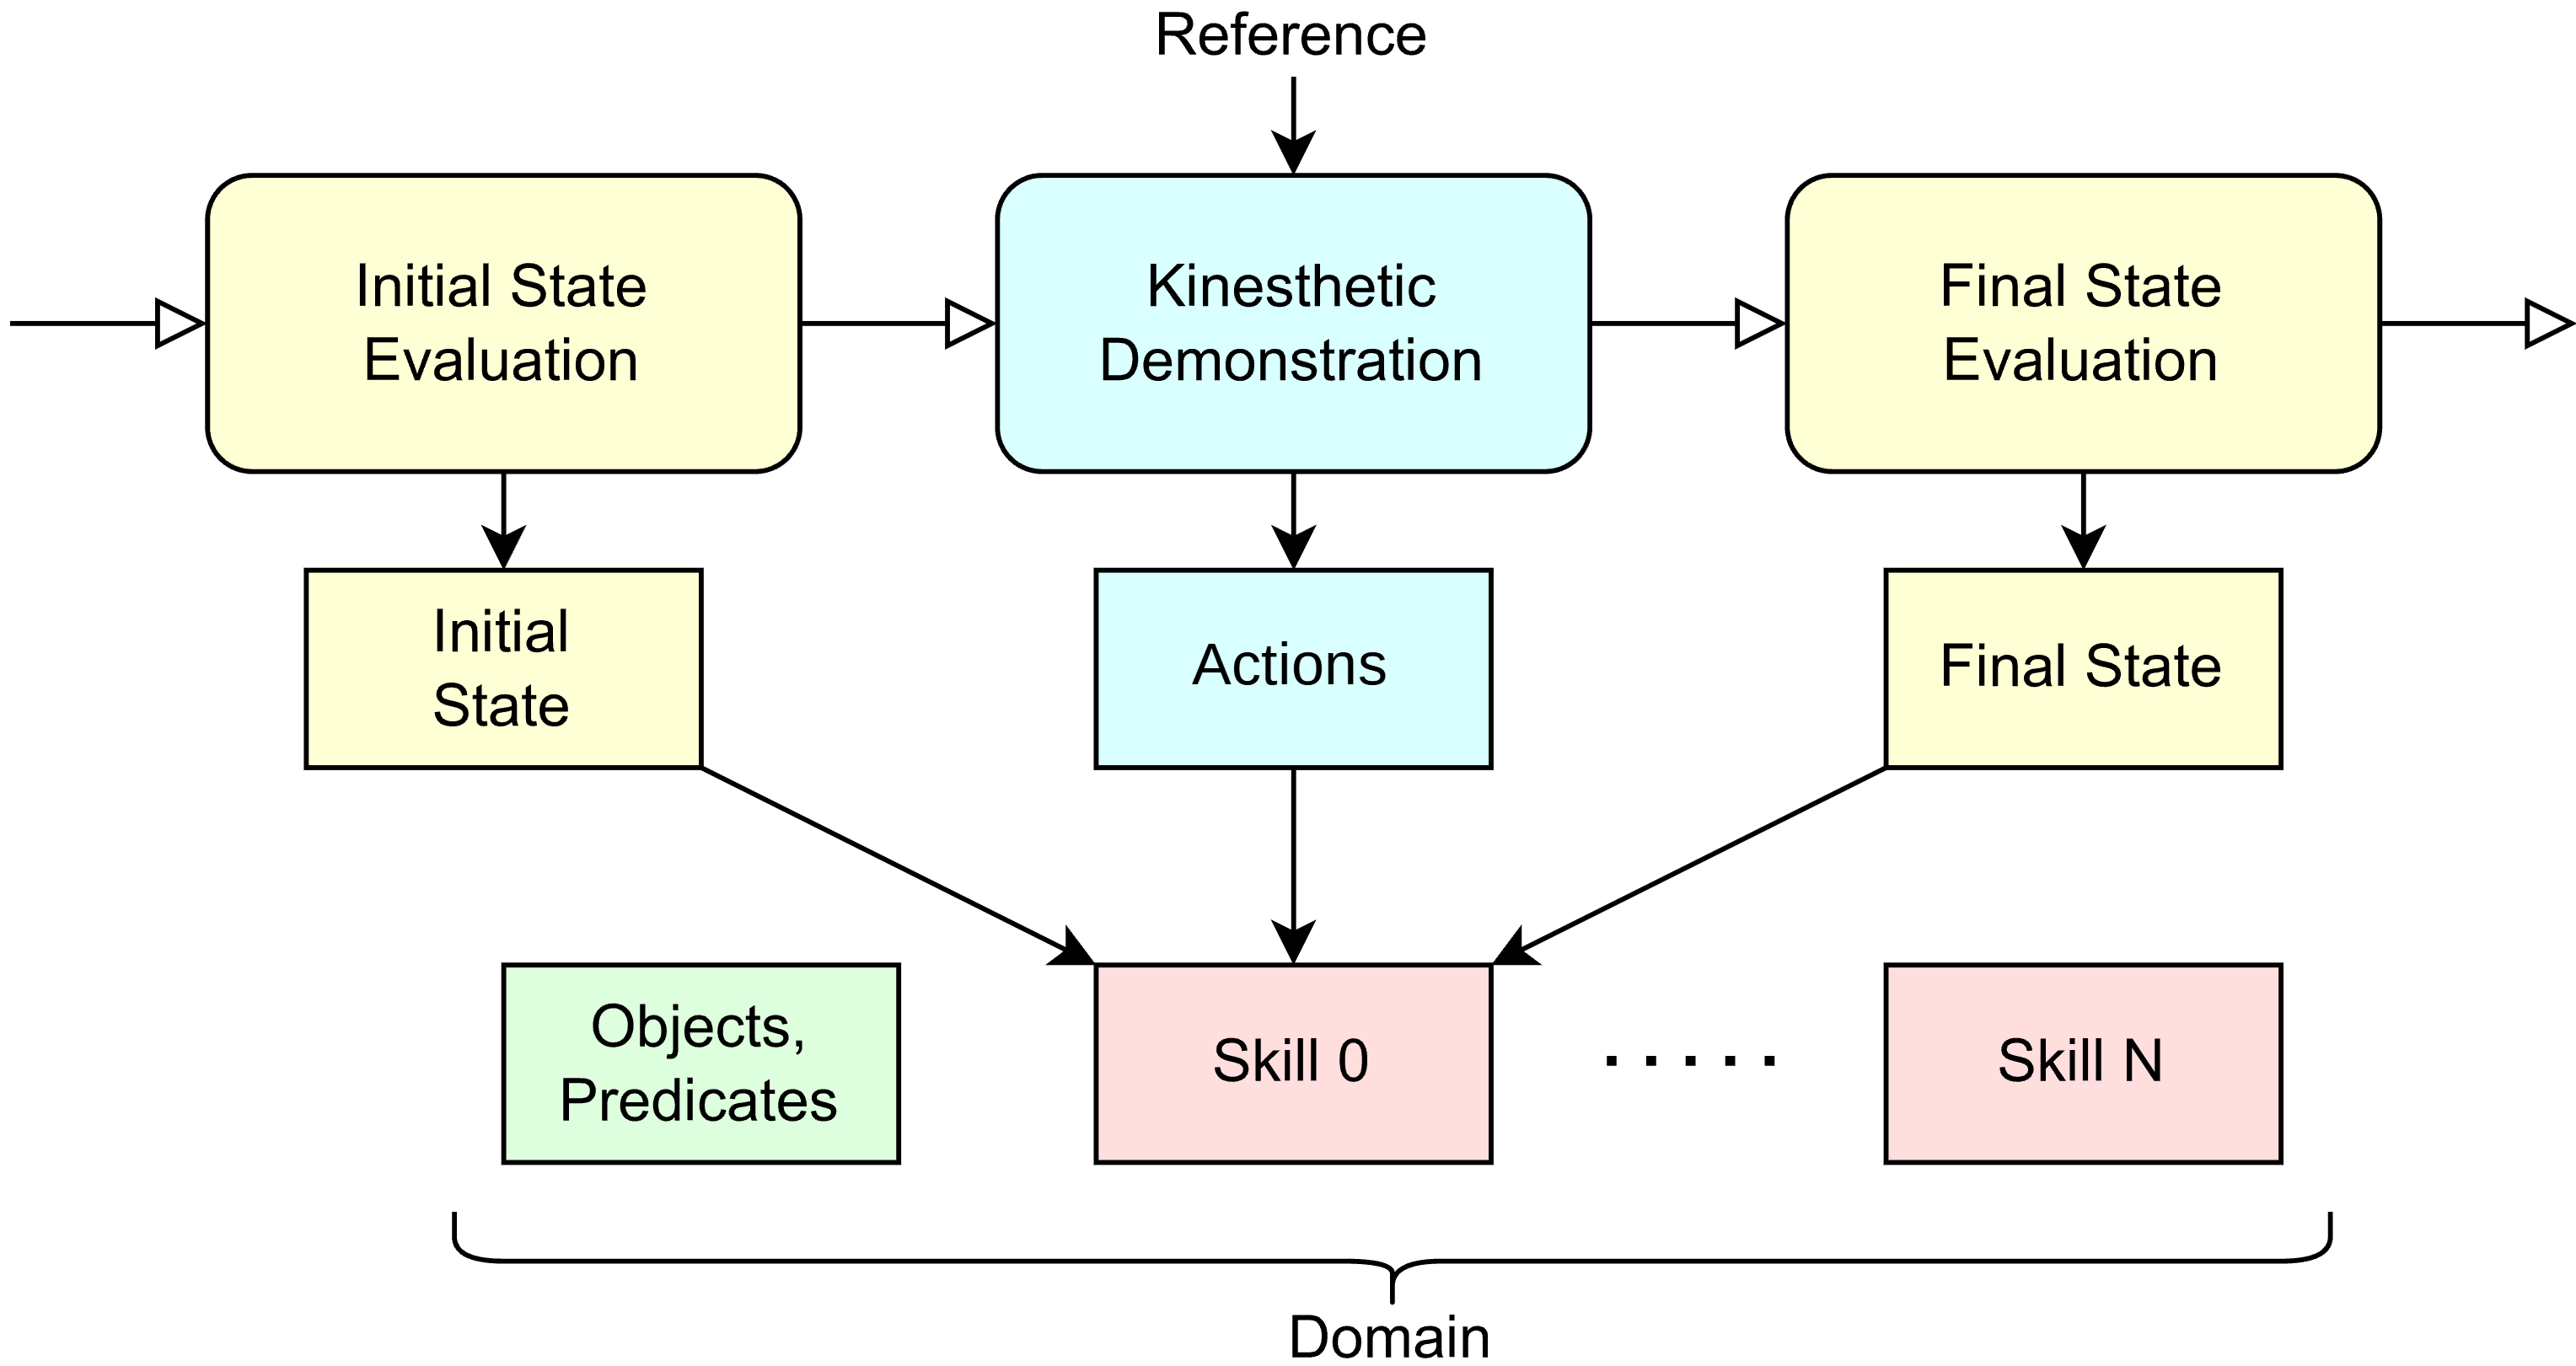 Reference
Initial State
Evaluation
Kinesthetic
Demonstration
Final State
Evaluation
Initial
State
Actions
Final State
Objects,
Predicates
Skill 0
.....
Skill N
Domain